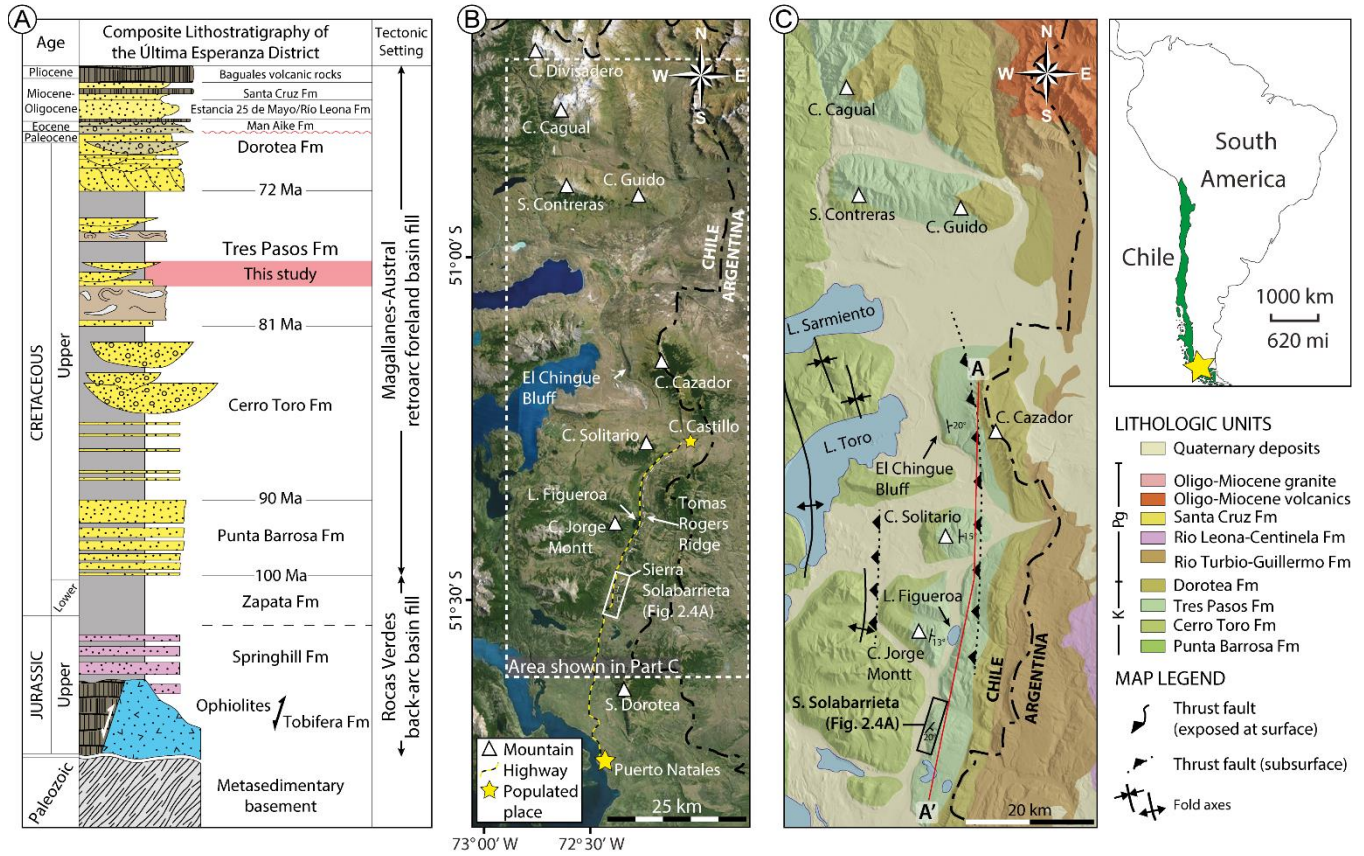 A
Age
Composite Lithostratigraphy of
the Última Esperanza District
Tectonic
Setting
Pliocene
Baguales volcanic rocks
Miocene-
Oligocene
Santa Cruz Fm
Estancia 25 de Mayo/Río Leona Fm
Eocene
Man Aike Fm
Paleocene
Dorotea Fm
72 Ma
Tres Pasos Fm
This study
81 Ma
Cerro Toro Fm
90 Ma
Punta Barrosa Fm
100 Ma
Zapata Fm
Springhill Fm
Ophiolites
Tobifera Fm
Metasedimentary
basement
CRETACEOUS
Upper
Lower
JURASSIC
Upper
Paleozoic
Magallanes-Austral
retroarc foreland basin fill
Rocas Verdes
back-arc basin fill
B
N
W
E
S
C. Divisadero
C. Cagual
C. Guido
S. Contreras
CHILE
ARGENTINA
51°00' S
El Chingue
Bluff
C. Cazador
C. Castillo
C. Solitario
L. Figueroa
C. Jorge
Montt
Tomas
Rogers
Ridge
Sierra
Solabarrieta
(Fig. 2.4A)
51°30' S
Area shown in Part C
S. Dorotea
Puerto Natales
Mountain
Highway
Populated
place
25 km
73° 00' W
72° 30' W
C
N
W
E
S
C. Cagual
S. Contreras
C. Guido
L. Sarmiento
A
20°
C. Cazador
L. Toro
El Chingue
Bluff
C. Solitario
15°
L. Figueroa
13°
C. Jorge
Montt
CHILE
ARGENTINA
S. Solabarrieta
(Fig. 2.4A)
20°
A'
20 km
South
America
Chile
1000 km
620 mi
LITHOLOGIC UNITS
Quaternary deposits
Pg
Oligo-Miocene granite
Oligo-Miocene volcanics
Santa Cruz Fm
Rio Leona-Centinela Fm
Rio Turbio-Guillermo Fm
K
Dorotea Fm
Tres Pasos Fm
Cerro Toro Fm
Punta Barrosa Fm
MAP LEGEND
Thrust fault
(exposed at surface)
Thrust fault (subsurface)
Fold axes